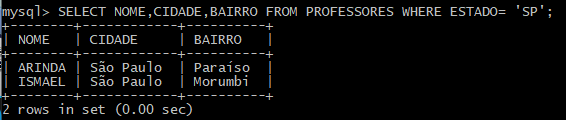 mysql> SELECT NOME,CIDADE,BAIRRO FROM PROFESSORES WHERE ESTADO= 'SP';
+--------+-----------+----------+
| NOME   | CIDADE    | BAIRRO   |
+--------+-----------+----------+
| ARINDA | São Paulo | Paraíso  |
| ISMAEL | São Paulo | Morumbi  |
+--------+-----------+----------+
2 rows in set (0.00 sec)